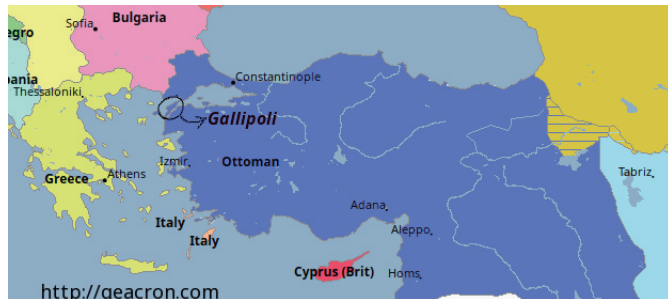 Bulgaria
Sofia
egro
bania
Thessaloniki
Constantinople
Gallipoli
Izmir
Ottoman
Tabriz
Greece
Athens
Adana
Italy
Aleppo
Italy
Cyprus (Brit)
Homs
http://geacron.com